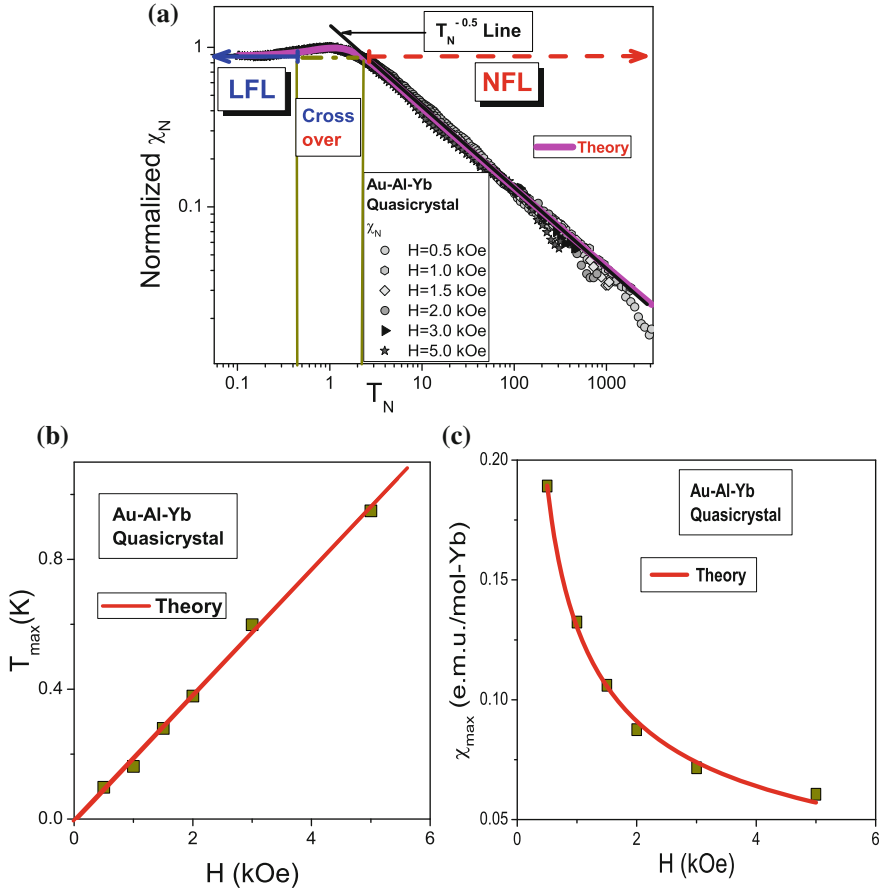 (a)
T_N^-0.5 Line
1
LFL
NFL
Cross
over
Theory
Normalized χ_N
0.1
Au-Al-Yb
Quasicrystal
χ_N
H=0.5 kOe
H=1.0 kOe
H=1.5 kOe
H=2.0 kOe
H=3.0 kOe
H=5.0 kOe
0.1 1 10 100 1000
T_N
(b)
Au-Al-Yb
Quasicrystal
Theory
T_max(K)
0.8
0.4
0.0
0 2 4 6
H (kOe)
(c)
0.20
Au-Al-Yb
Quasicrystal
Theory
χ_max (e.m.u./mol-Yb)
0.15
0.10
0.05
0 2 4 6
H (kOe)